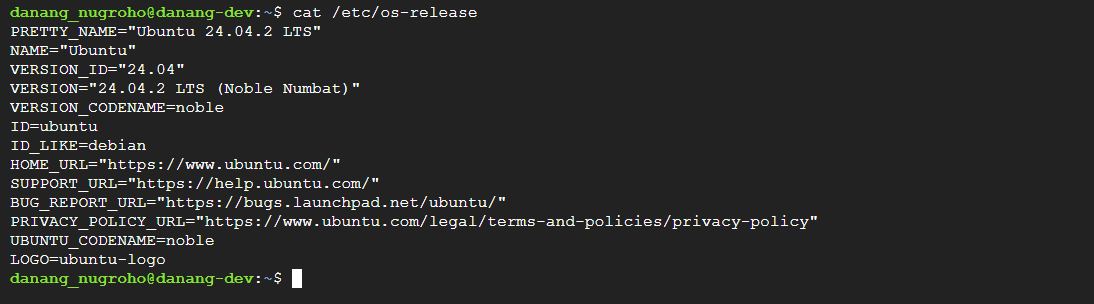 danang_nugroho@danang-dev:~$ cat /etc/os-release
PRETTY_NAME="Ubuntu 24.04.2 LTS"
NAME="Ubuntu"
VERSION_ID="24.04"
VERSION="24.04.2 LTS (Noble Numbat)"
VERSION_CODENAME=noble
ID=ubuntu
ID_LIKE=debian
HOME_URL="https://www.ubuntu.com/"
SUPPORT_URL="https://help.ubuntu.com/"
BUG_REPORT_URL="https://bugs.launchpad.net/ubuntu/"
PRIVACY_POLICY_URL="https://www.ubuntu.com/legal/terms-and-policies/privacy-policy"
UBUNTU_CODENAME=noble
LOGO=ubuntu-logo
danang_nugroho@danang-dev:~$